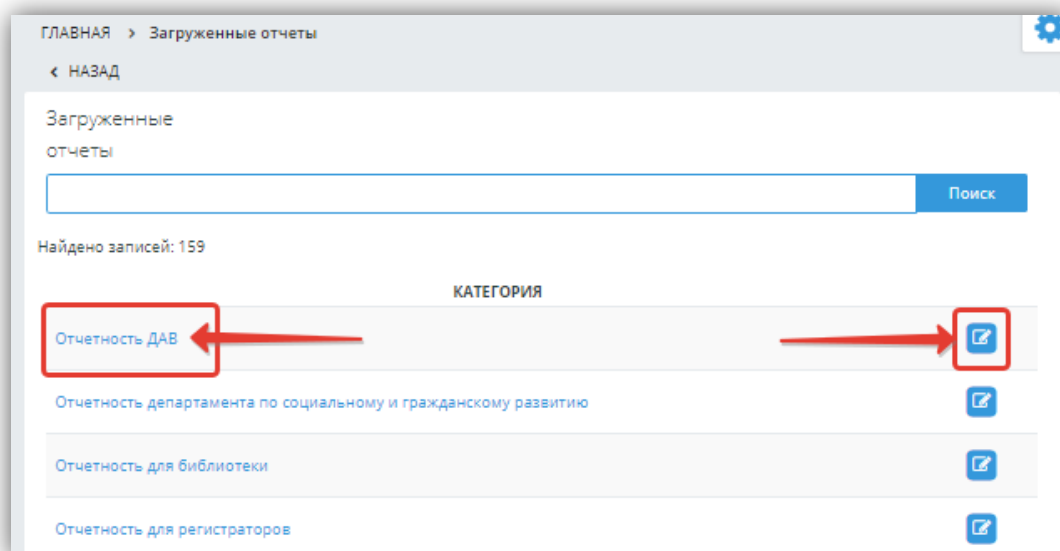 ГЛАВНАЯ > Загруженные отчеты
< НАЗАД
Загруженные
отчеты
Поиск
Найдено записей: 159
КАТЕГОРИЯ
Отчетность ДАВ
Отчетность департамента по социальному и гражданскому развитию
Отчетность для библиотеки
Отчетность для регистраторов